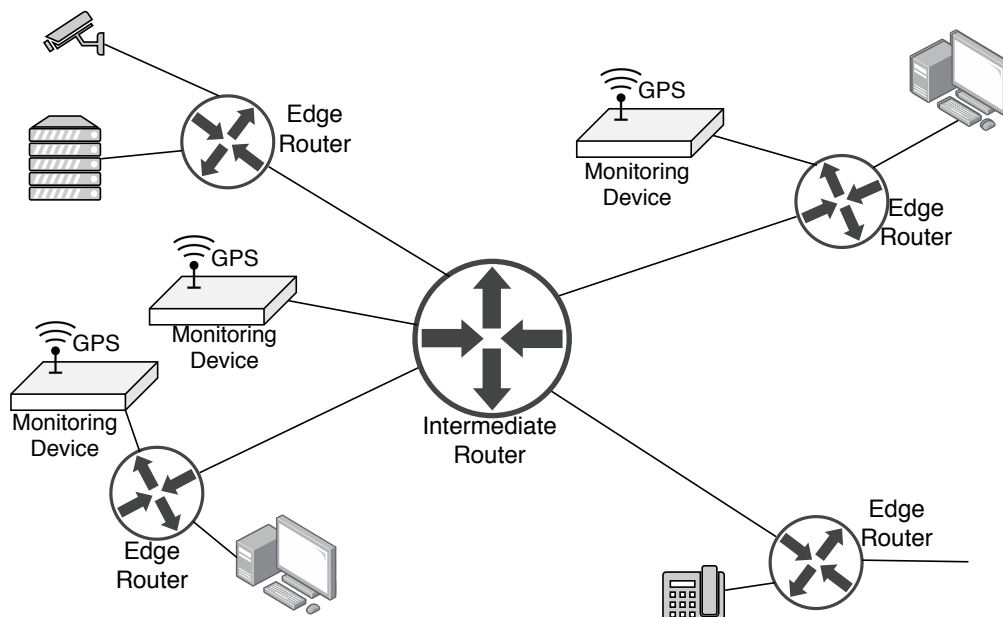 Edge
Router
GPS
Monitoring
Device
Edge
Router
GPS
Monitoring
Device
GPS
Monitoring
Device
Intermediate
Router
Edge
Router
Edge
Router